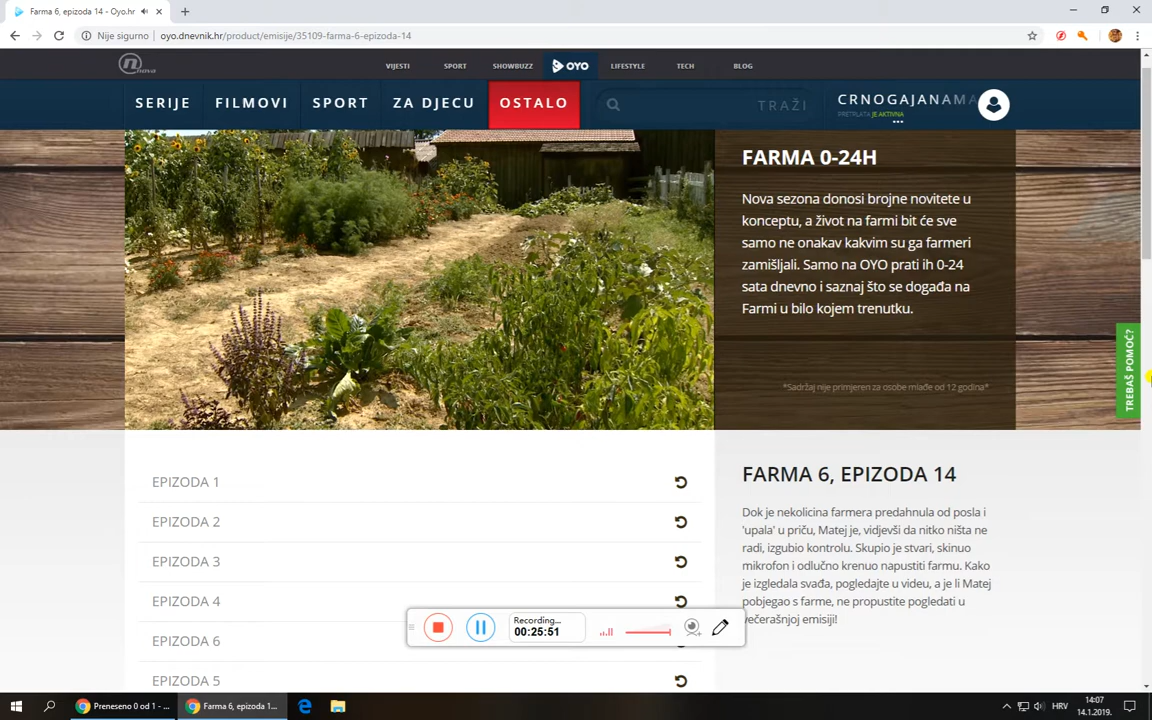 Farma 6, epizoda 14 - Oyo.hr
Nije sigurno
oyo.dnevnik.hr/product/emisije/35109-farma-6-epizoda-14
nova
VIJESTI
SPORT
SHOWBUZZ
OYO
LIFESTYLE
TECH
BLOG
SERIJE
FILMOVI
SPORT
ZA DJECU
OSTALO
TRAŽI
CRNOGAJANAMA
PRETPLATA JE AKTIVNA
FARMA 0-24H
Nova sezona donosi brojne novitete u
konceptu, a život na farmi bit će sve
samo ne onakav kakvim su ga farmeri
zamišljali. Samo na OYO prati ih 0-24
sata dnevno i saznaj što se događa na
Farmi u bilo kojem trenutku.
*Sadržaj nije primjeren za osobe mlađe od 12 godina*
TREBAŠ POMOĆ?
EPIZODA 1
EPIZODA 2
EPIZODA 3
EPIZODA 4
EPIZODA 6
EPIZODA 5
FARMA 6, EPIZODA 14
Dok je nekolicina farmera predahnula od posla i
'upala' u priču, Matej je, vidjevši da nitko ništa ne
radi, izgubio kontrolu. Skupio je stvari, skinuo
mikrofon i odlučno krenuo napustiti farmu. Kako
je izgledala svađa, pogledajte u videu, a je li Matej
pobjegao s farme, ne propustite pogledati u
večerašnjoj emisiji!
Recording...
00:25:51
Preneseno 0 od 1 - ...
Farma 6, epizoda 1...
HRV
14:07
14.1.2019.